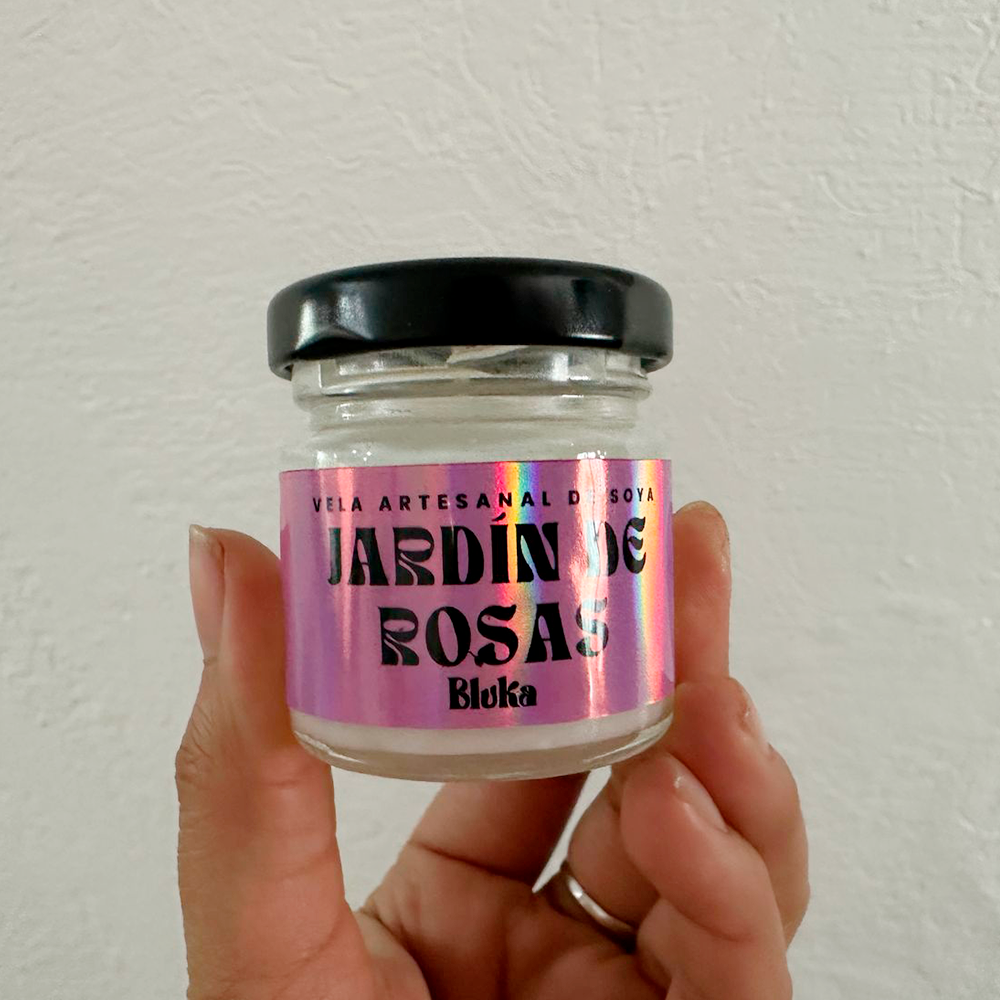 VELA ARTESANAL DE SOYA
JARDÍN DE
ROSAS
Bluka